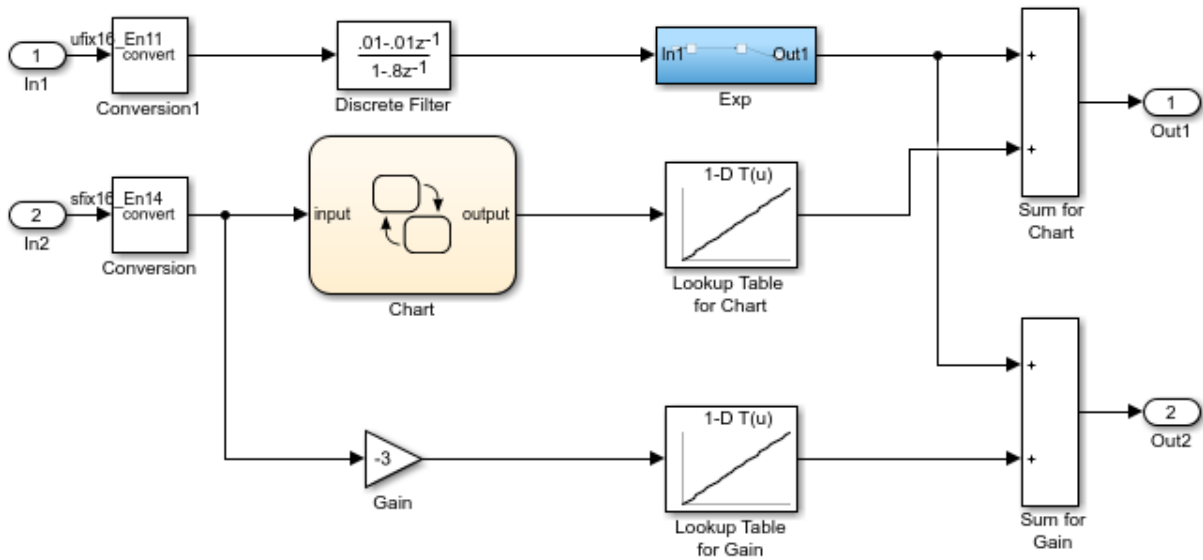 1
In1
ufix16_En11
convert
Conversion1
.01-.01z-1
1-.8z-1
Discrete Filter
In1
Out1
Exp
+
+
Sum for
Chart
1
Out1
2
In2
sfix16_En14
convert
Conversion
input
output
Chart
1-D T(u)
Lookup Table
for Chart
-3
Gain
1-D T(u)
Lookup Table
for Gain
+
+
Sum for
Gain
2
Out2